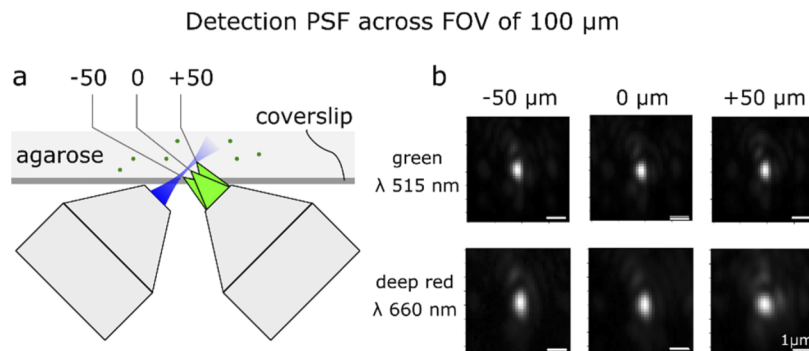 Detection PSF across FOV of 100 µm
a
-50 0 +50
coverslip
agarose
b
-50 µm 0 µm +50 µm
green
λ 515 nm
deep red
λ 660 nm
1µm